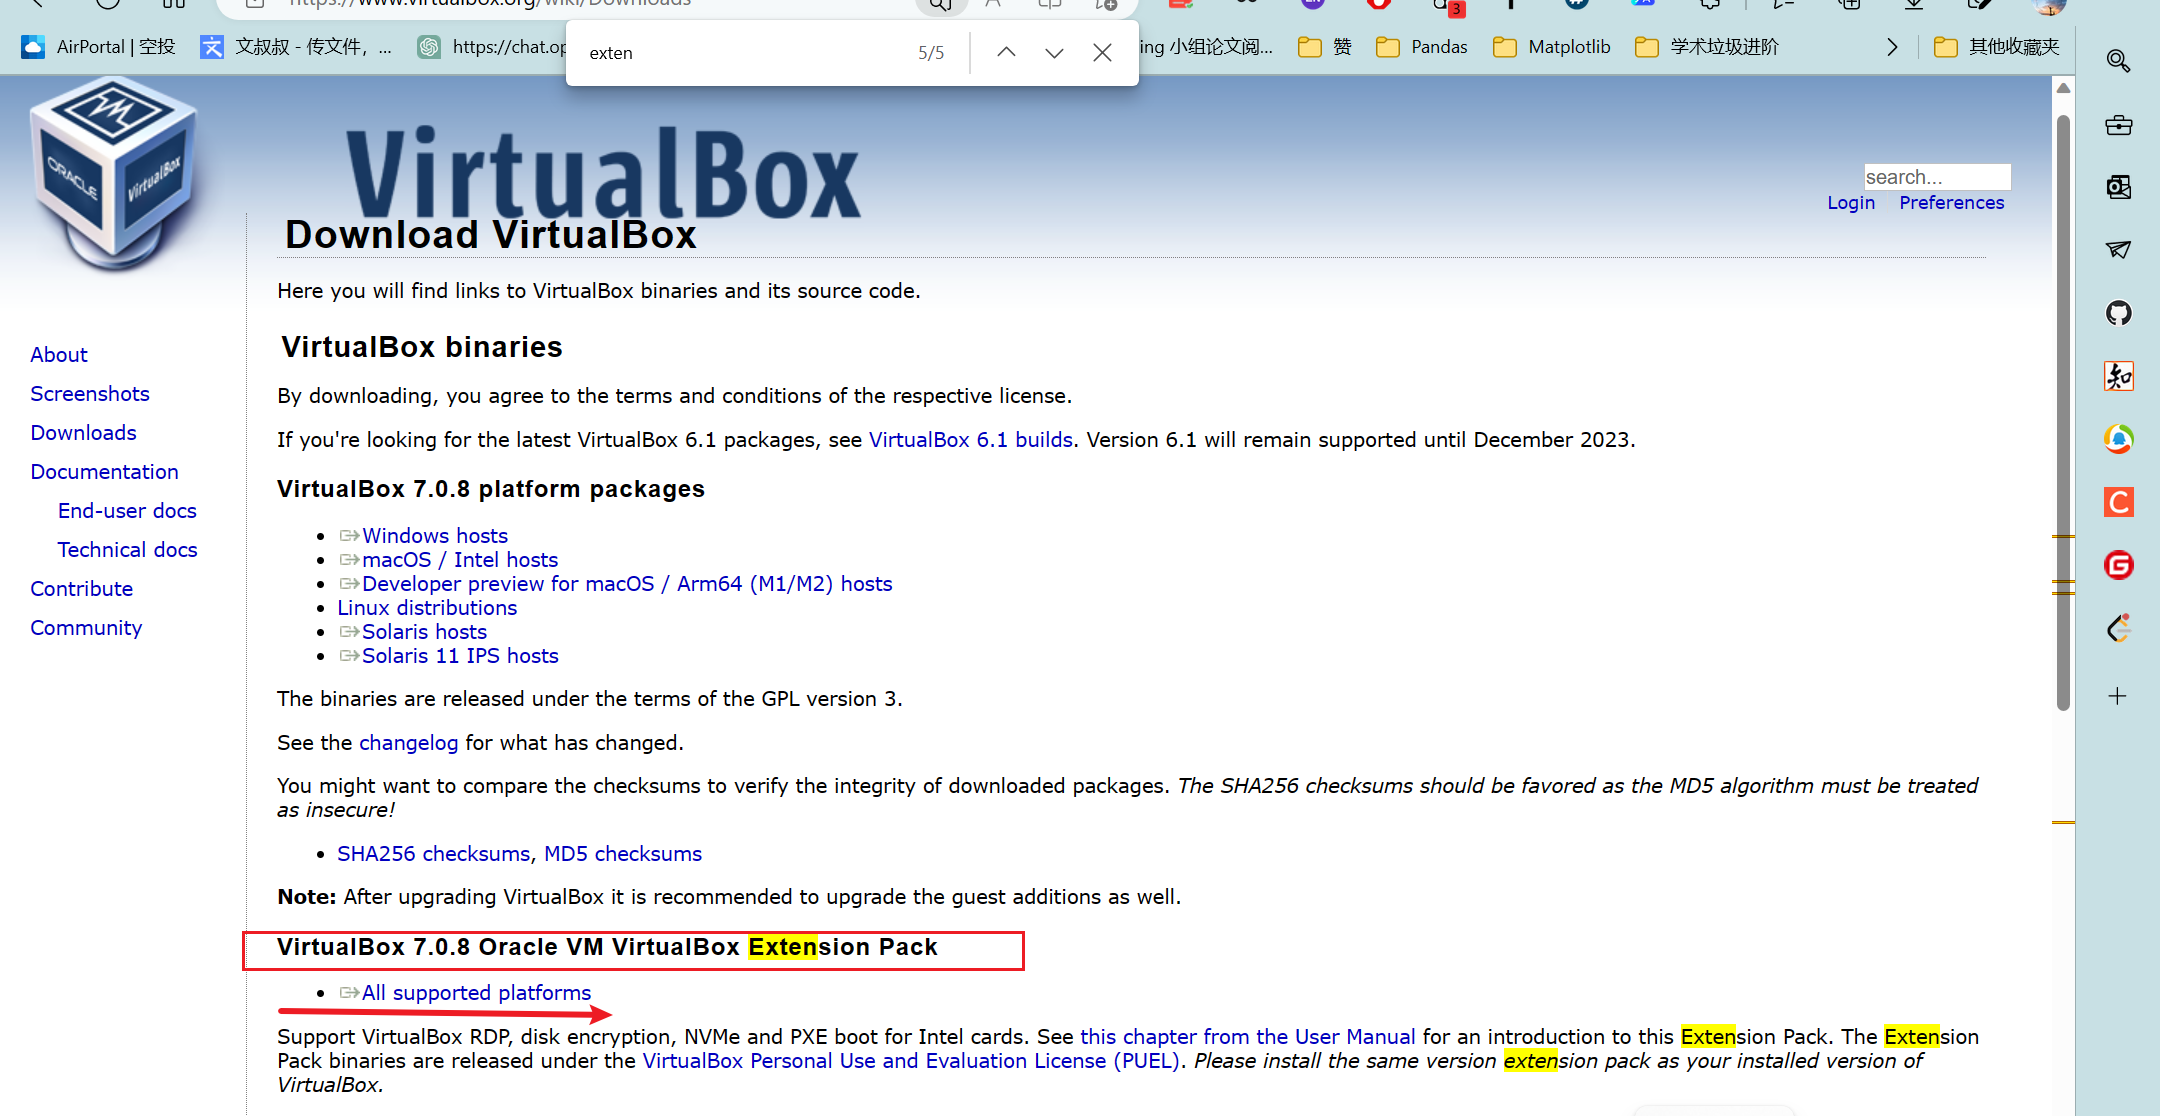 https://www.virtualbox.org/wiki/Downloads
3
AirPortal | 空投
文叔叔 - 传文件，...
https://chat.op
ing 小组论文阅...
赞
Pandas
Matplotlib
学术垃圾进阶
其他收藏夹
exten
5/5
VirtualBox
ORACLE
VirtualBox
search...
Login Preferences
Download VirtualBox
Here you will find links to VirtualBox binaries and its source code.
About
Screenshots
Downloads
Documentation
End-user docs
Technical docs
Contribute
Community
VirtualBox binaries
By downloading, you agree to the terms and conditions of the respective license.
If you're looking for the latest VirtualBox 6.1 packages, see VirtualBox 6.1 builds. Version 6.1 will remain supported until December 2023.
VirtualBox 7.0.8 platform packages
Windows hosts
macOS / Intel hosts
Developer preview for macOS / Arm64 (M1/M2) hosts
Linux distributions
Solaris hosts
Solaris 11 IPS hosts
The binaries are released under the terms of the GPL version 3.
See the changelog for what has changed.
You might want to compare the checksums to verify the integrity of downloaded packages. The SHA256 checksums should be favored as the MD5 algorithm must be treated
as insecure!
SHA256 checksums, MD5 checksums
Note: After upgrading VirtualBox it is recommended to upgrade the guest additions as well.
VirtualBox 7.0.8 Oracle VM VirtualBox Extension Pack
All supported platforms
Support VirtualBox RDP, disk encryption, NVMe and PXE boot for Intel cards. See this chapter from the User Manual for an introduction to this Extension Pack. The Extension
Pack binaries are released under the VirtualBox Personal Use and Evaluation License (PUEL). Please install the same version extension pack as your installed version of
VirtualBox.
知
C
G